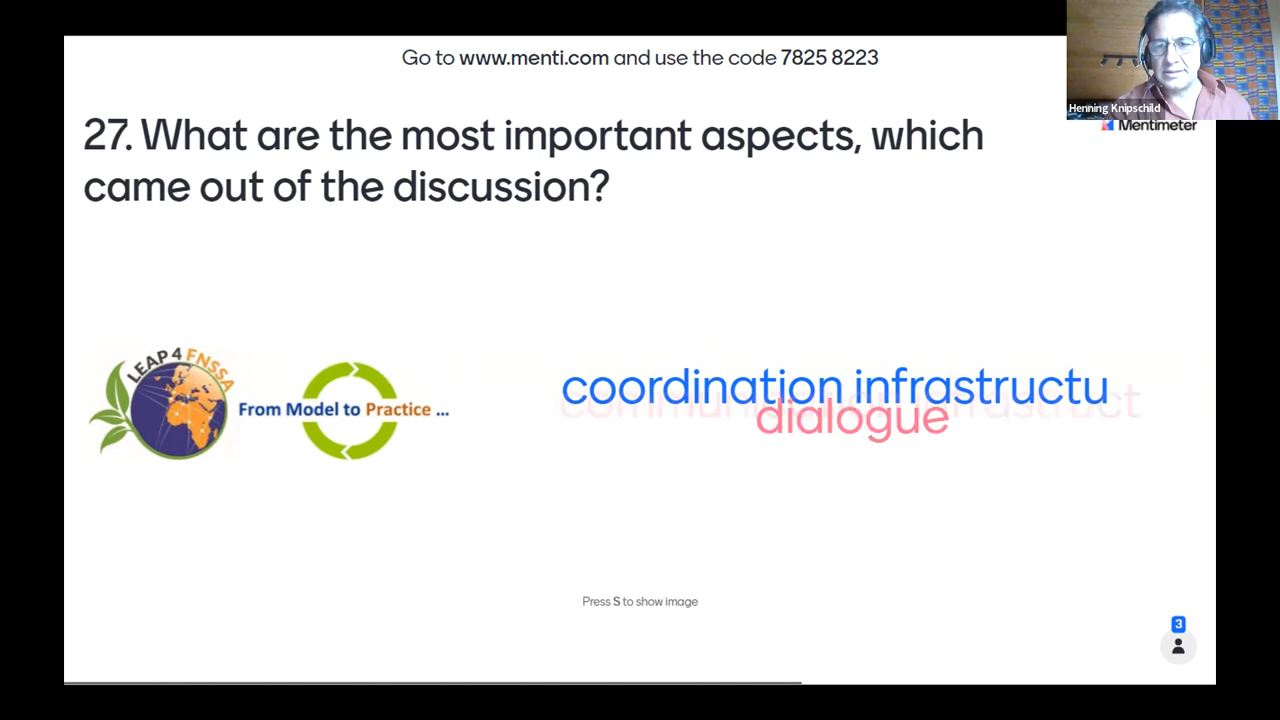 Go to www.menti.com and use the code 7825 8223
Henning Knipschild
Mentimeter
27. What are the most important aspects, which
came out of the discussion?
LEAP4 FNSSA
From Model to Practice ...
coordination infrastructu
dialogue
Press S to show image
3